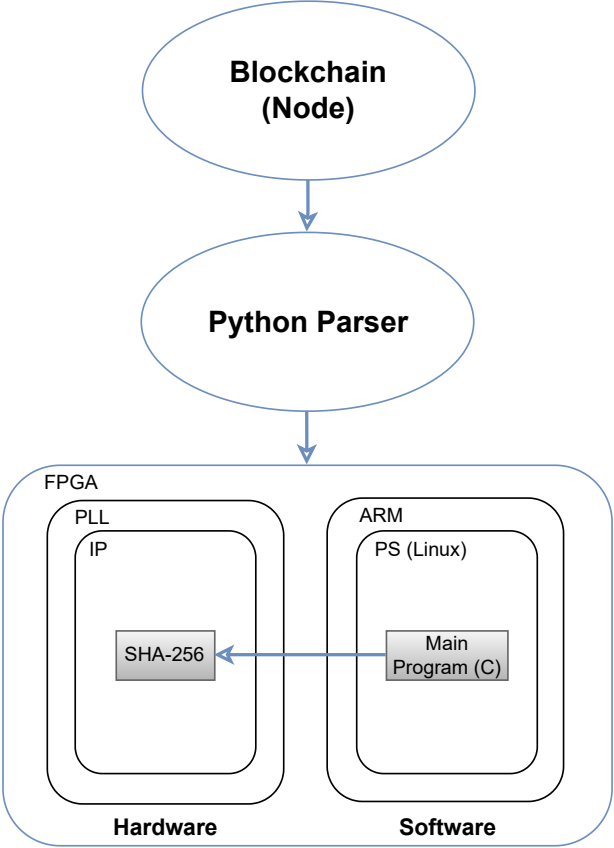 Blockchain
(Node)
Python Parser
FPGA
PLL
ARM
IP
PS (Linux)
SHA-256
Main
Program (C)
Hardware
Software